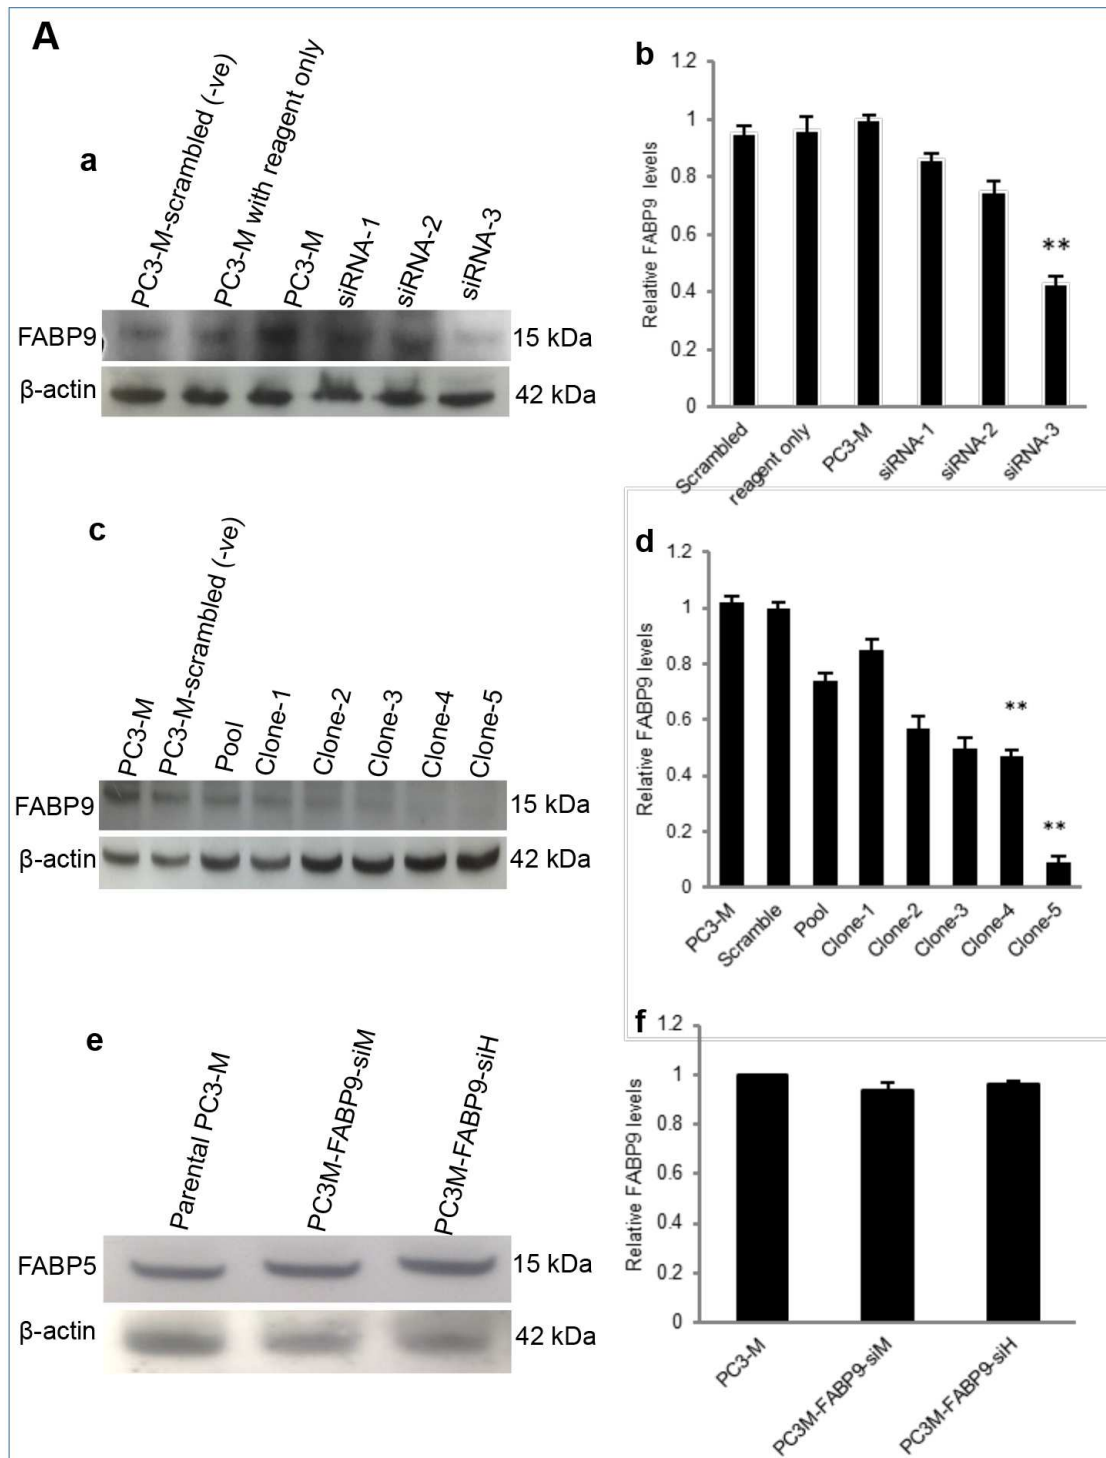 A
a
PC3-M-scrambled (-ve)
PC3-M with reagent only
PC3-M
siRNA-1
siRNA-2
siRNA-3
FABP9
15 kDa
β-actin
42 kDa
b
Relative FABP9 levels
1.2
1
0.8
0.6
0.4
0.2
0
**
Scrambled
reagent only
PC3-M
siRNA-1
siRNA-2
siRNA-3
c
PC3-M
PC3-M-scrambled (-ve)
Pool
Clone-1
Clone-2
Clone-3
Clone-4
Clone-5
FABP9
15 kDa
β-actin
42 kDa
d
Relative FABP9 levels
1.2
1
0.8
0.6
0.4
0.2
0
**
**
PC3-M
Scramble
Pool
Clone-1
Clone-2
Clone-3
Clone-4
Clone-5
e
Parental PC3-M
PC3M-FABP9-siM
PC3M-FABP9-siH
FABP5
15 kDa
β-actin
42 kDa
f
Relative FABP9 levels
1.2
1
0.8
0.6
0.4
0.2
0
PC3-M
PC3M-FABP9-siM
PC3M-FABP9-siH